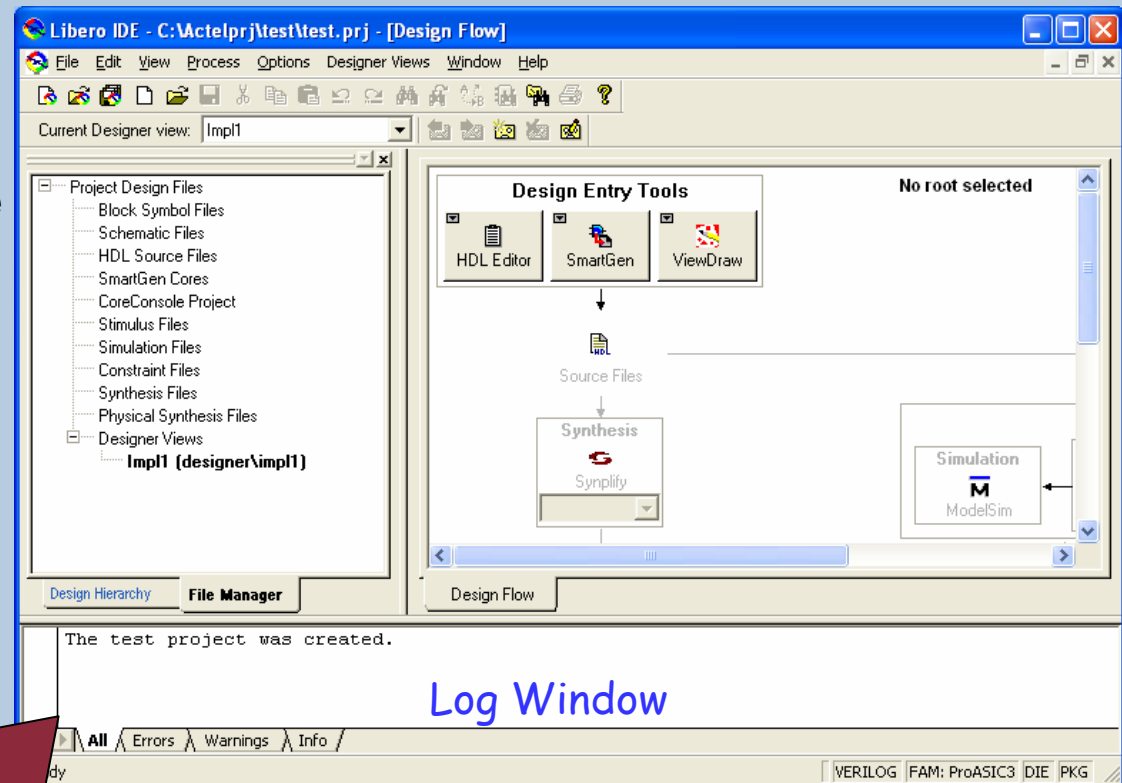 Libero IDE - C:\Actelprj\test\test.prj - [Design Flow]
File Edit View Process Options Designer Views Window Help
Current Designer view: Impl1
Project Design Files
Block Symbol Files
Schematic Files
HDL Source Files
SmartGen Cores
CoreConsole Project
Stimulus Files
Simulation Files
Constraint Files
Synthesis Files
Physical Synthesis Files
Designer Views
Impl1 (designer\impl1)
Design Hierarchy File Manager
Design Entry Tools
No root selected
HDL Editor SmartGen ViewDraw
HDL
Source Files
Synthesis
Synplify
Simulation
M
ModelSim
Design Flow
The test project was created.
Log Window
All Errors Warnings Info
VERILOG FAM: ProASIC3 DIE PKG